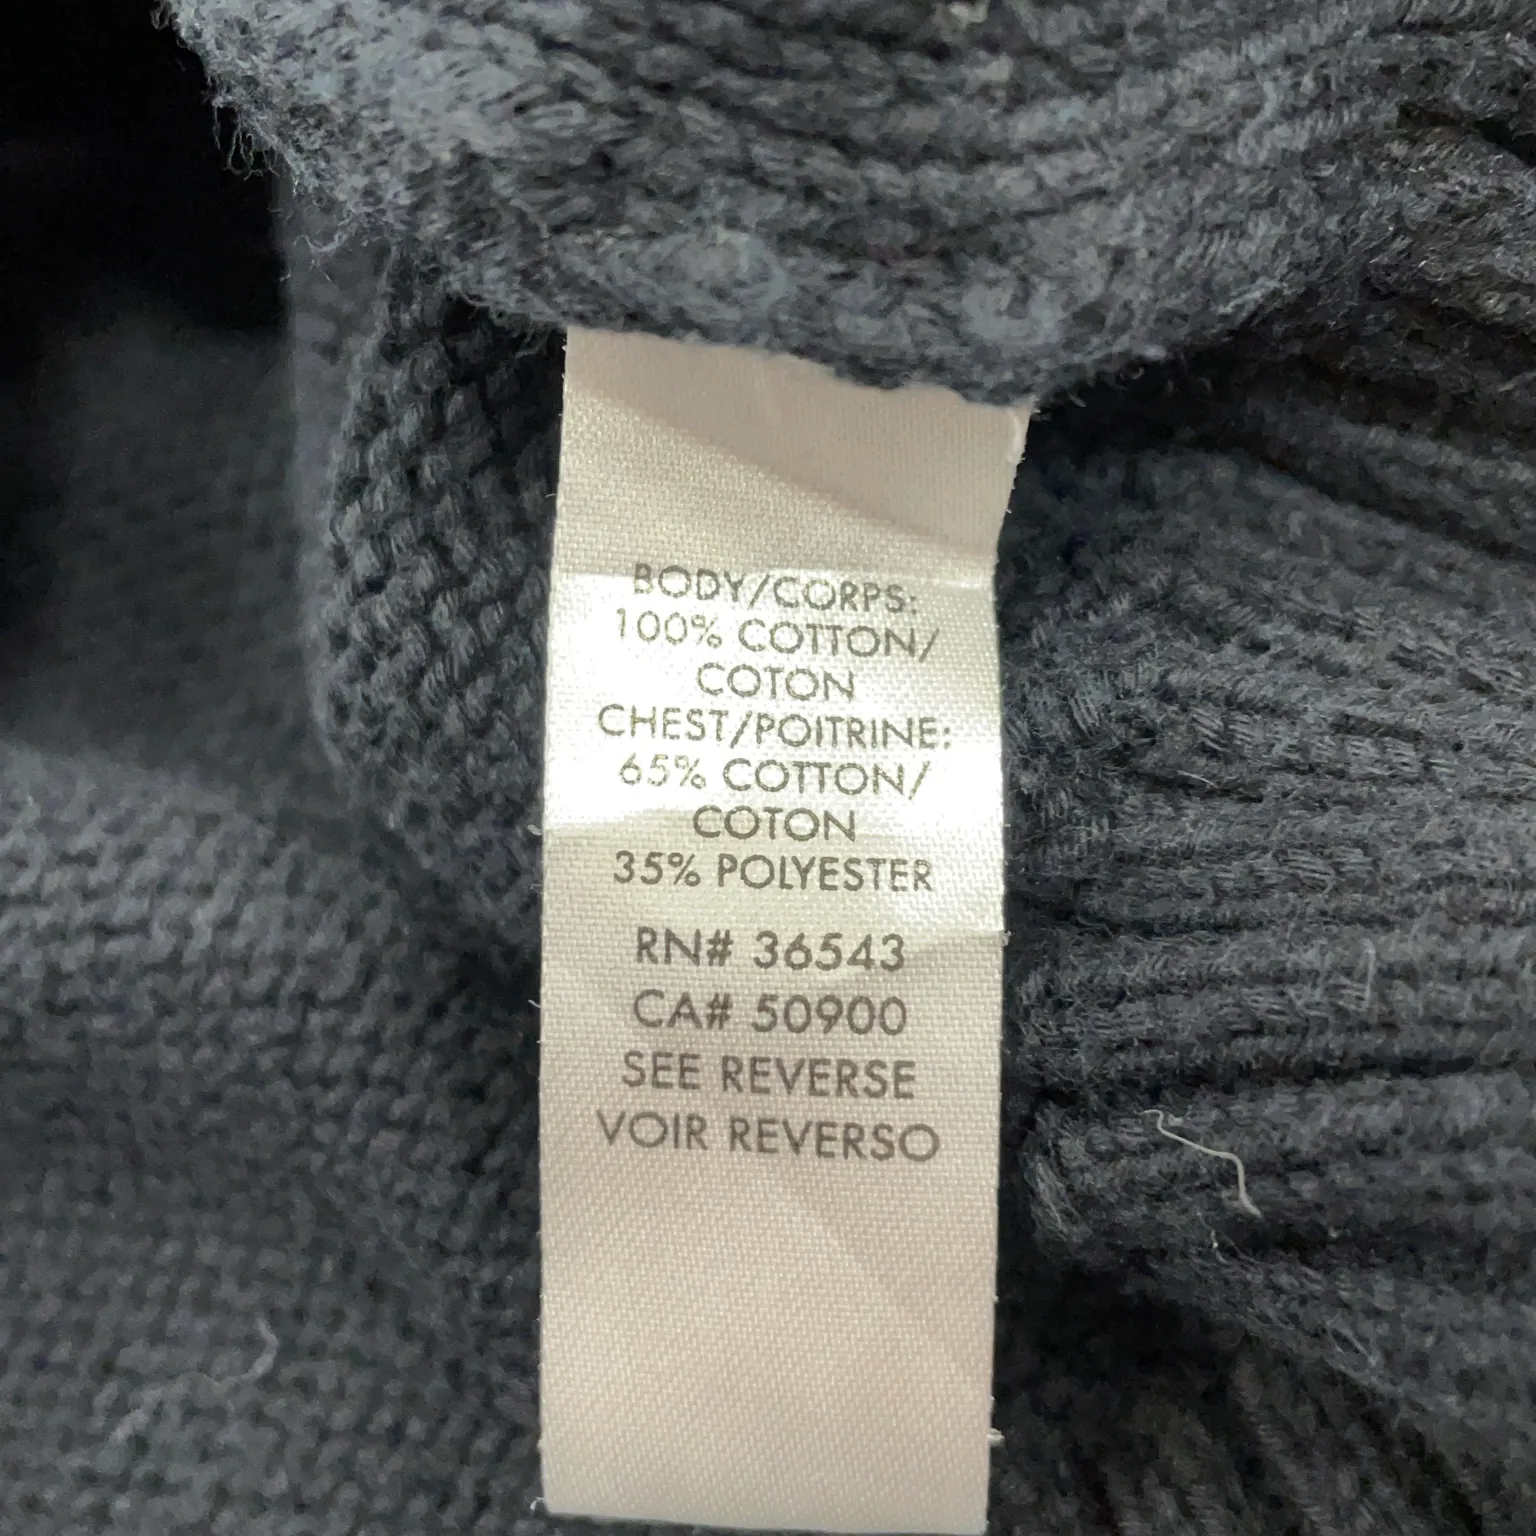 BODY/CORPS:
100% COTTON/
COTON
CHEST/POITRINE:
65% COTTON/
COTON
35% POLYESTER
RN# 36543
CA# 50900
SEE REVERSE
VOIR REVERSO